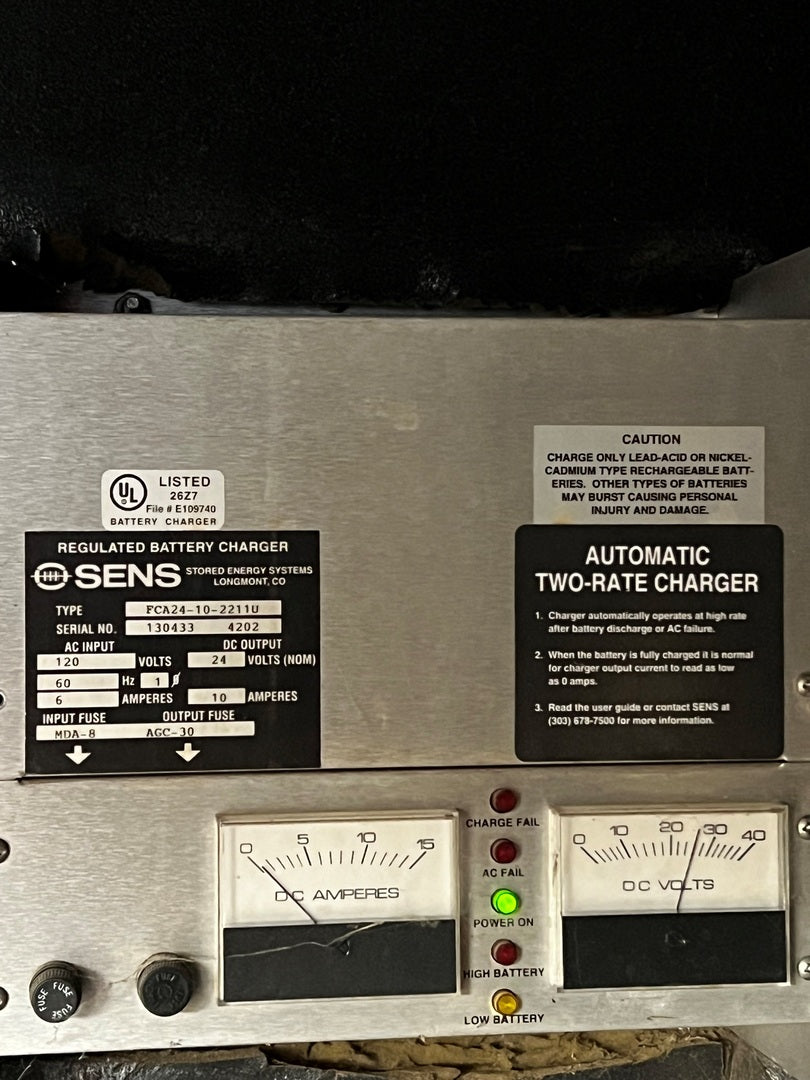 CAUTION
CHARGE ONLY LEAD-ACID OR NICKEL-
CADMIUM TYPE RECHARGEABLE BATT-
ERIES. OTHER TYPES OF BATTERIES
MAY BURST CAUSING PERSONAL
INJURY AND DAMAGE.
UL
LISTED
26Z7
File # E109740
BATTERY CHARGER
REGULATED BATTERY CHARGER
SENS STORED ENERGY SYSTEMS
LONGMONT, CO
TYPE FCA24-10-2211U
SERIAL NO. 130433 4202
AC INPUT DC OUTPUT
120 VOLTS 24 VOLTS (NOM)
60 Hz 1 ø
6 AMPERES 10 AMPERES
INPUT FUSE OUTPUT FUSE
MDA-8 AGC-30
AUTOMATIC
TWO-RATE CHARGER
1. Charger automatically operates at high rate
after battery discharge or AC failure.
2. When the battery is fully charged it is normal
for charger output current to read as low
as 0 amps.
3. Read the user guide or contact SENS at
(303) 678-7500 for more information.
0 5 10 15
DC AMPERES
CHARGE FAIL
AC FAIL
POWER ON
HIGH BATTERY
LOW BATTERY
0 10 20 30 40
DC VOLTS
FUSE FUSE FUSE
FUSE